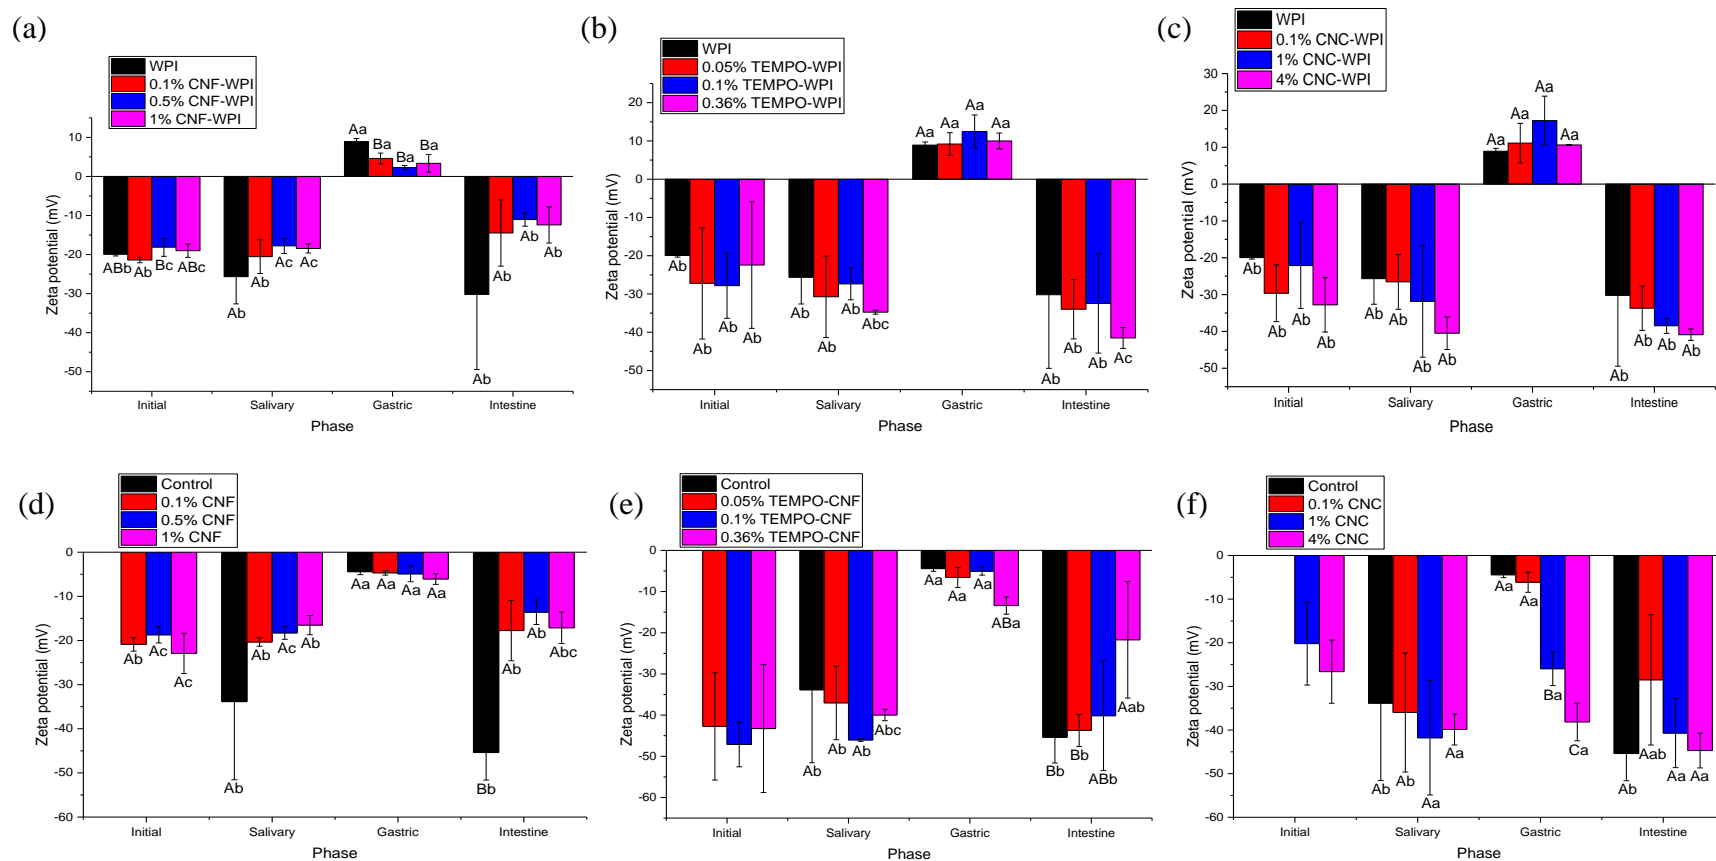 (a)
WPI
0.1% CNF-WPI
0.5% CNF-WPI
1% CNF-WPI
Zeta potential (mV)
10
0
-10
-20
-30
-40
-50
ABb Ab Bc ABc
Ab Ab Ac Ac
Aa Ba Ba Ba
Ab Ab Ab Ab
Initial Salivary Gastric Intestine
Phase
(b)
WPI
0.05% TEMPO-WPI
0.1% TEMPO-WPI
0.36% TEMPO-WPI
Zeta potential (mV)
20
10
0
-10
-20
-30
-40
-50
Ab Ab Ab Ab
Ab Ab Ab Abc
Aa Aa Aa Aa
Ab Ab Ab Ac
Initial Salivary Gastric Intestine
Phase
(c)
WPI
0.1% CNC-WPI
1% CNC-WPI
4% CNC-WPI
Zeta potential (mV)
30
20
10
0
-10
-20
-30
-40
-50
Ab Ab Ab Ab
Ab Ab Ab Ab
Aa Aa Aa Aa
Ab Ab Ab Ab
Initial Salivary Gastric Intestine
Phase
(d)
Control
0.1% CNF
0.5% CNF
1% CNF
Zeta potential (mV)
0
-10
-20
-30
-40
-50
-60
Ab Ac Ac
Ab Ab Ac Ab
Aa Aa Aa Aa
Bb Ab Ab Abc
Initial Salivary Gastric Intestine
Phase
(e)
Control
0.05% TEMPO-CNF
0.1% TEMPO-CNF
0.36% TEMPO-CNF
Zeta potential (mV)
0
-10
-20
-30
-40
-50
-60
Ab Ab Ab Abc
Aa Aa Aa ABa
Bb Bb ABb Aab
Initial Salivary Gastric Intestine
Phase
(f)
Control
0.1% CNC
1% CNC
4% CNC
Zeta potential (mV)
0
-10
-20
-30
-40
-50
-60
Ab Ab Aa Aa
Aa Aa Ba Ca
Ab Aab Aa Aa
Initial Salivary Gastric Intestine
Phase